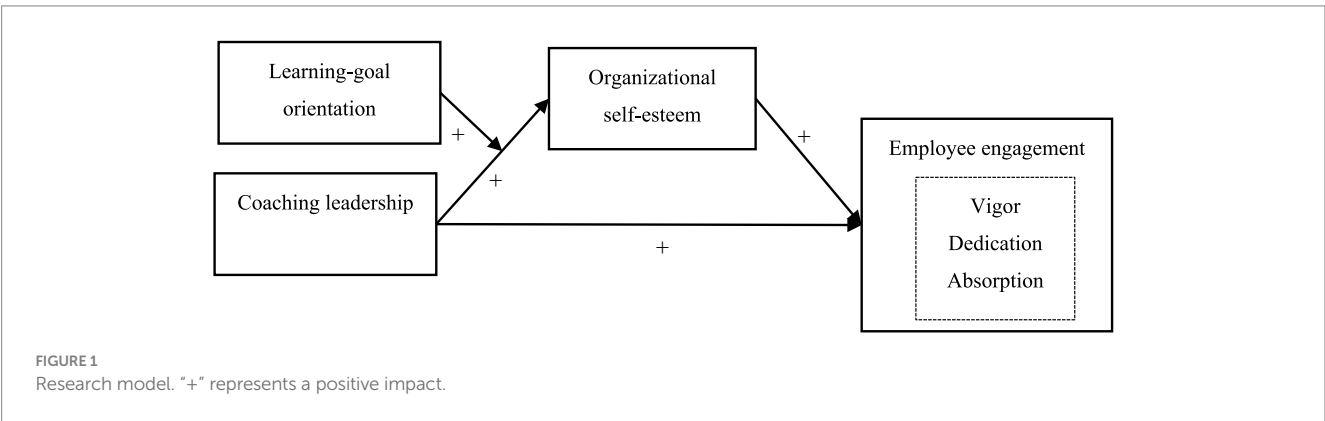 Learning-goal
orientation
Organizational
self-esteem
+
+
+
Employee engagement
Coaching leadership
Vigor
Dedication
Absorption
+
FIGURE 1
Research model. "+" represents a positive impact.